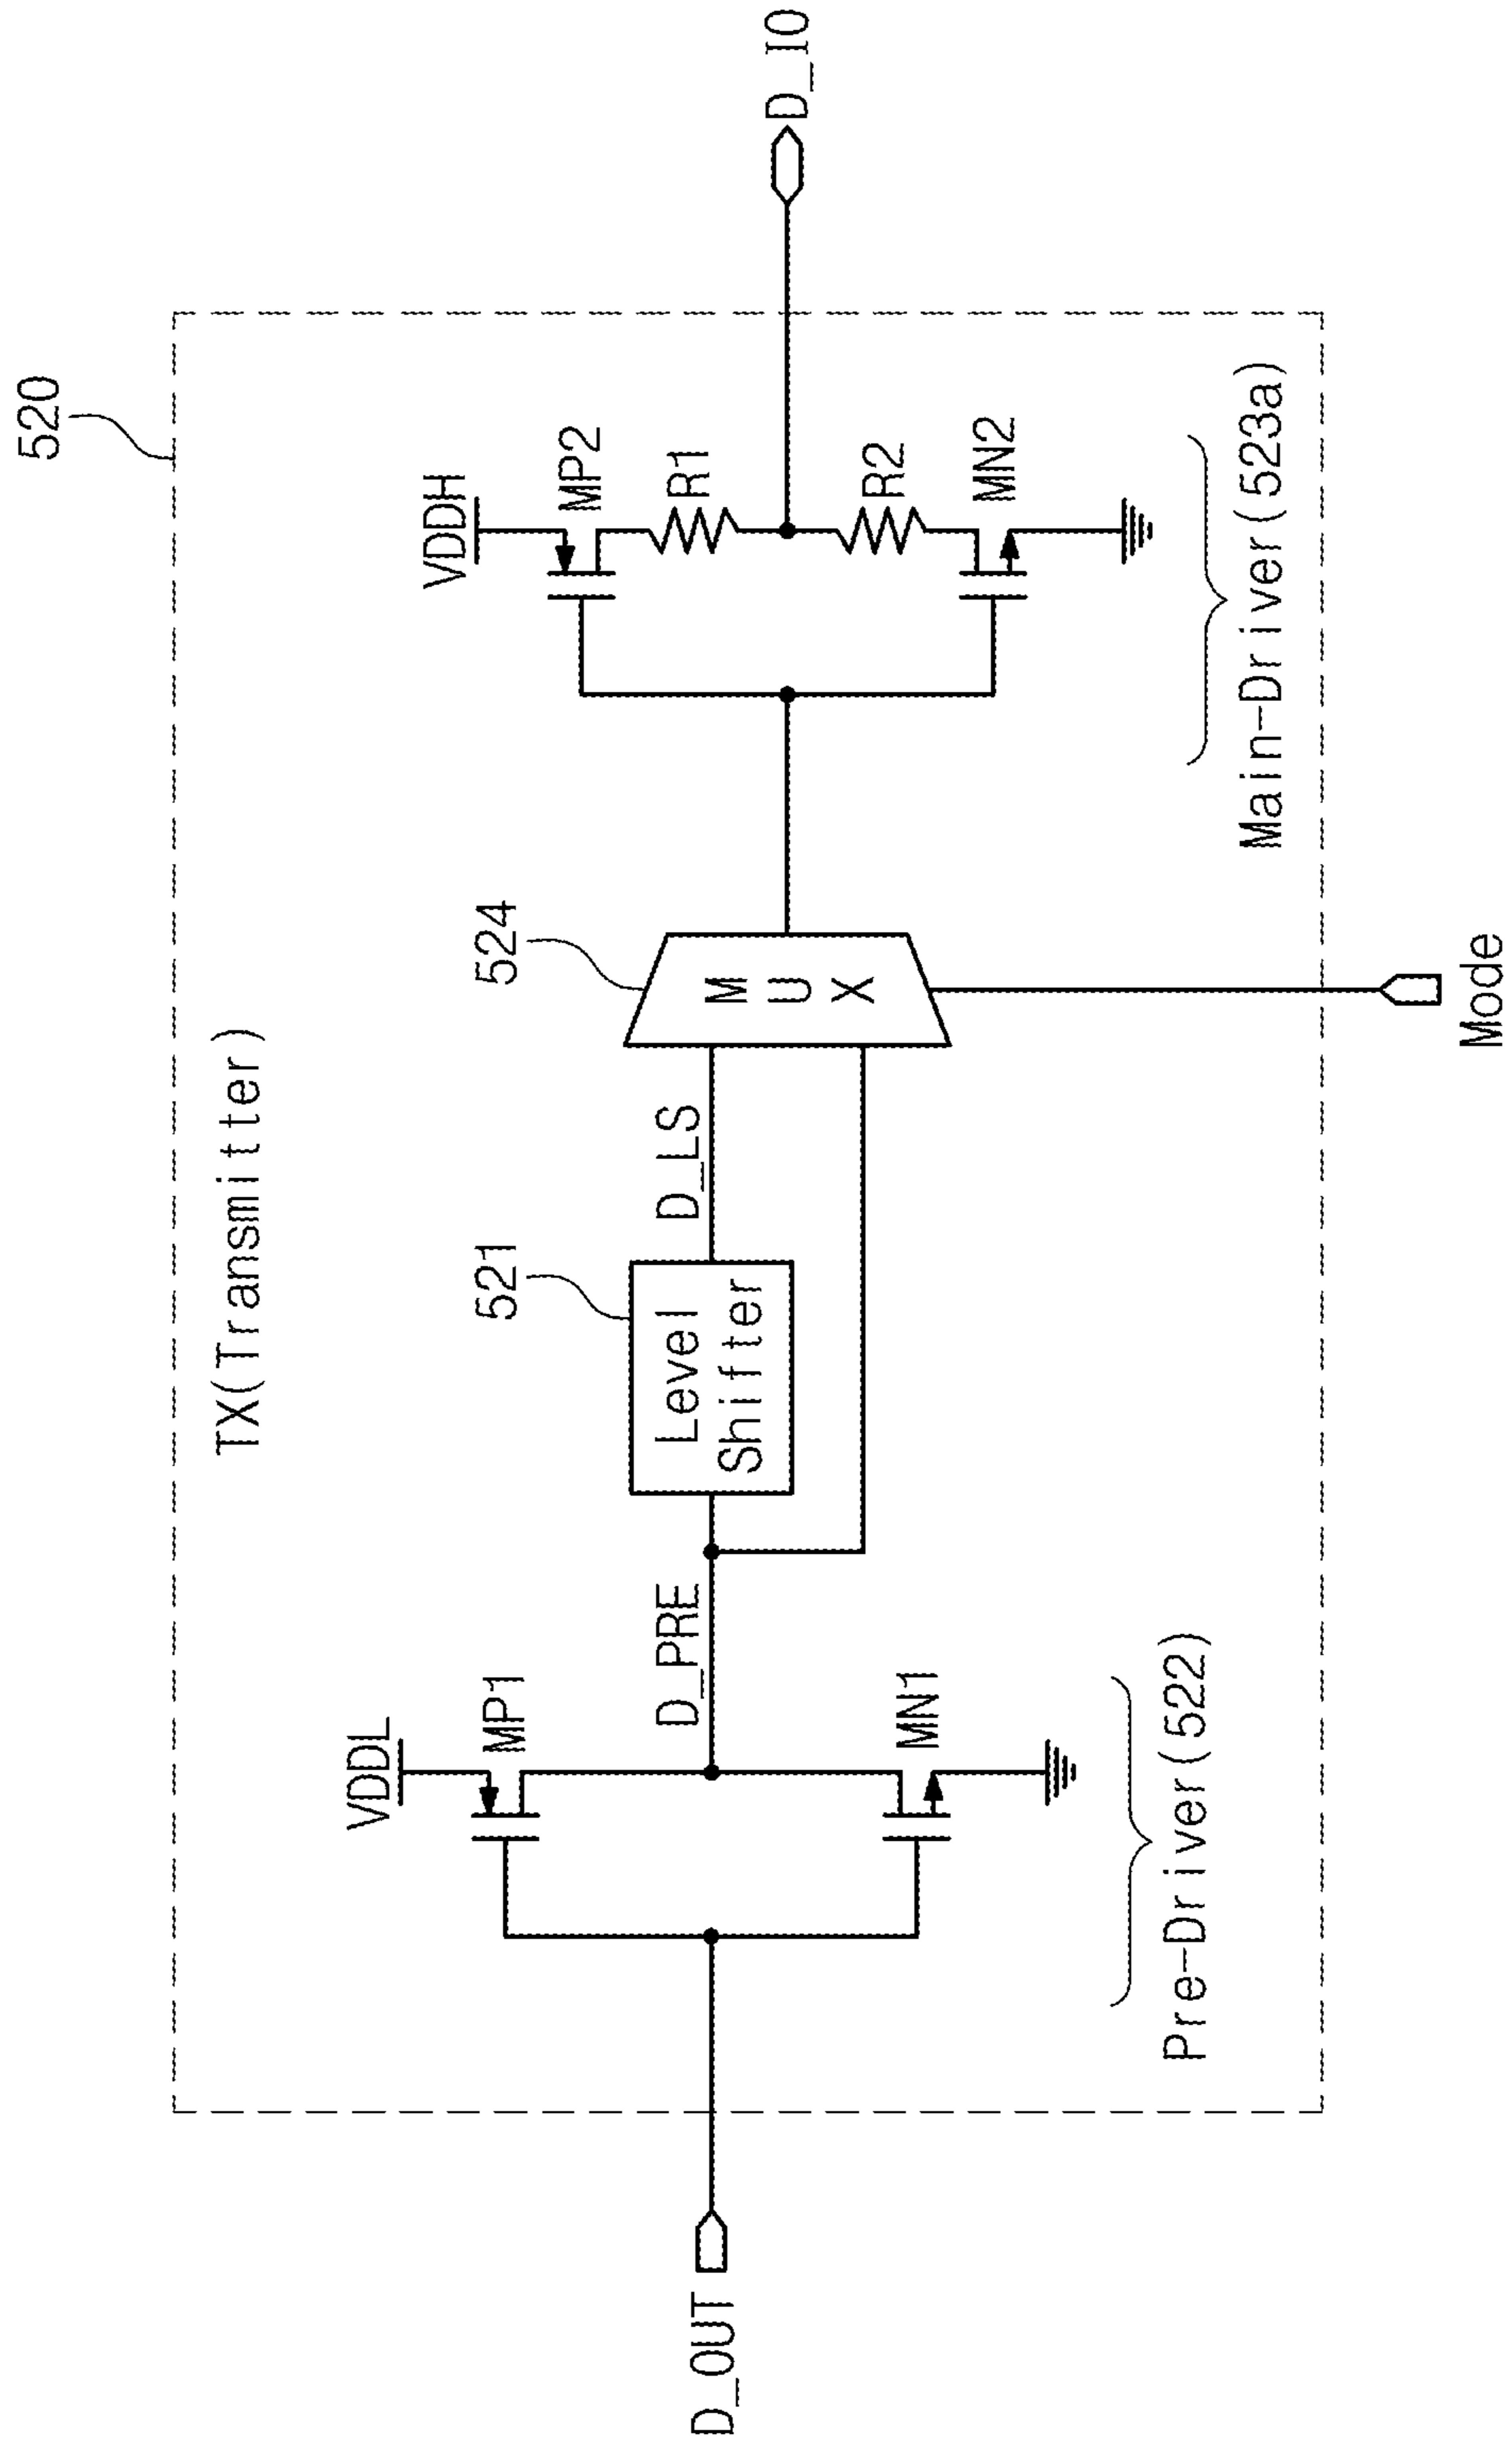 520
TX(Transmitter)
VDDL
MP1
D_PRE
MN1
Pre-Driver(522)
D_OUT
521
Level
Shifter
D_LS
524
MUX
Mode
VDDH
MP2
R1
R2
MN2
Main-Driver(523a)
D_IO